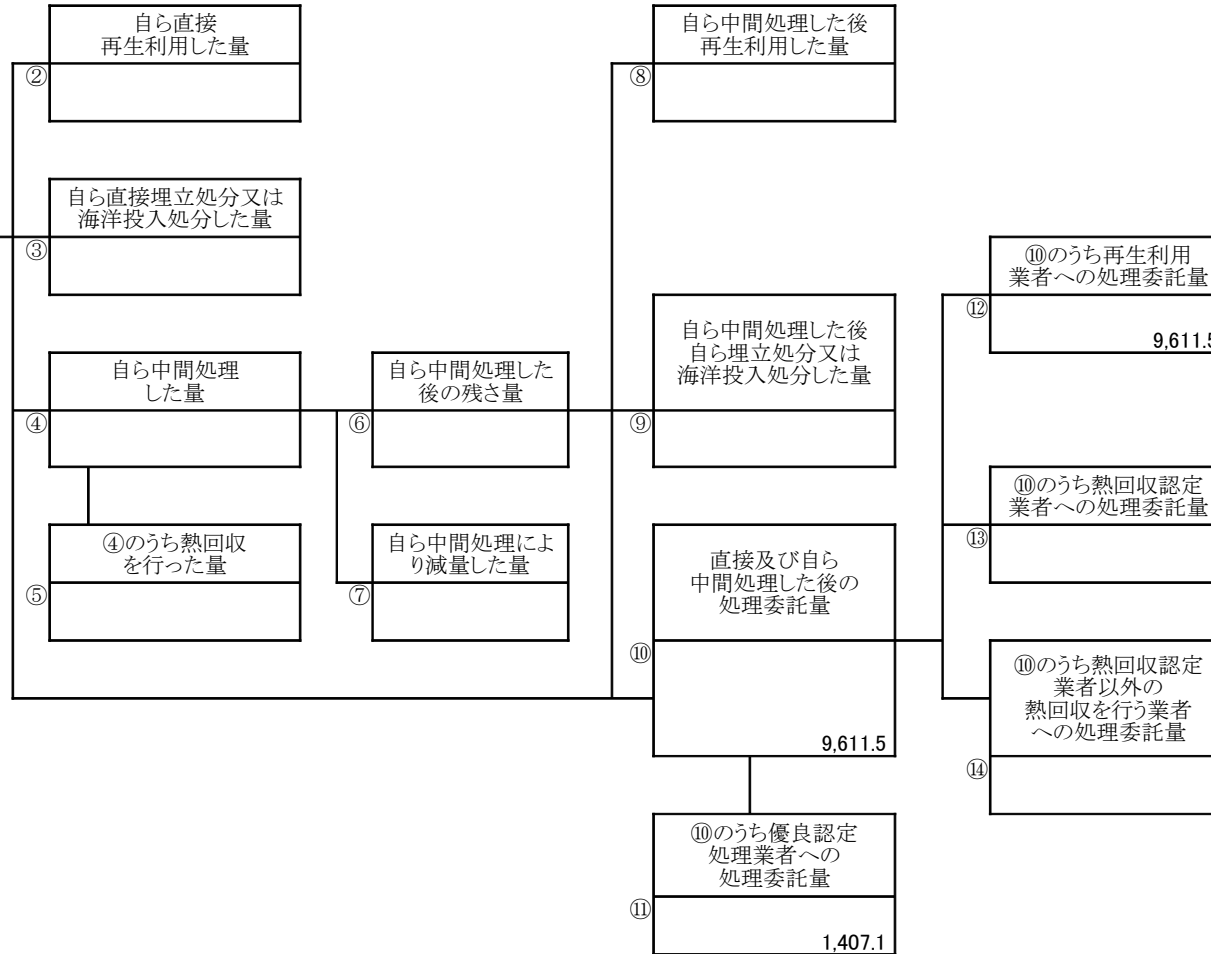 自ら直接
再生利用した量
②
自ら直接埋立処分又は
海洋投入処分した量
③
自ら中間処理
した量
④
④のうち熱回収
を行った量
⑤
自ら中間処理した
後の残さ量
⑥
自ら中間処理によ
り減量した量
⑦
自ら中間処理した後
再生利用した量
⑧
自ら中間処理した後
自ら埋立処分又は
海洋投入処分した量
⑨
直接及び自ら
中間処理した後の
処理委託量
⑩
9,611.5
⑩のうち優良認定
処理業者への
処理委託量
⑪
1,407.1
⑩のうち再生利用
業者への処理委託量
⑫
9,611.5
⑩のうち熱回収認定
業者への処理委託量
⑬
⑩のうち熱回収認定
業者以外の
熱回収を行う業者
への処理委託量
⑭